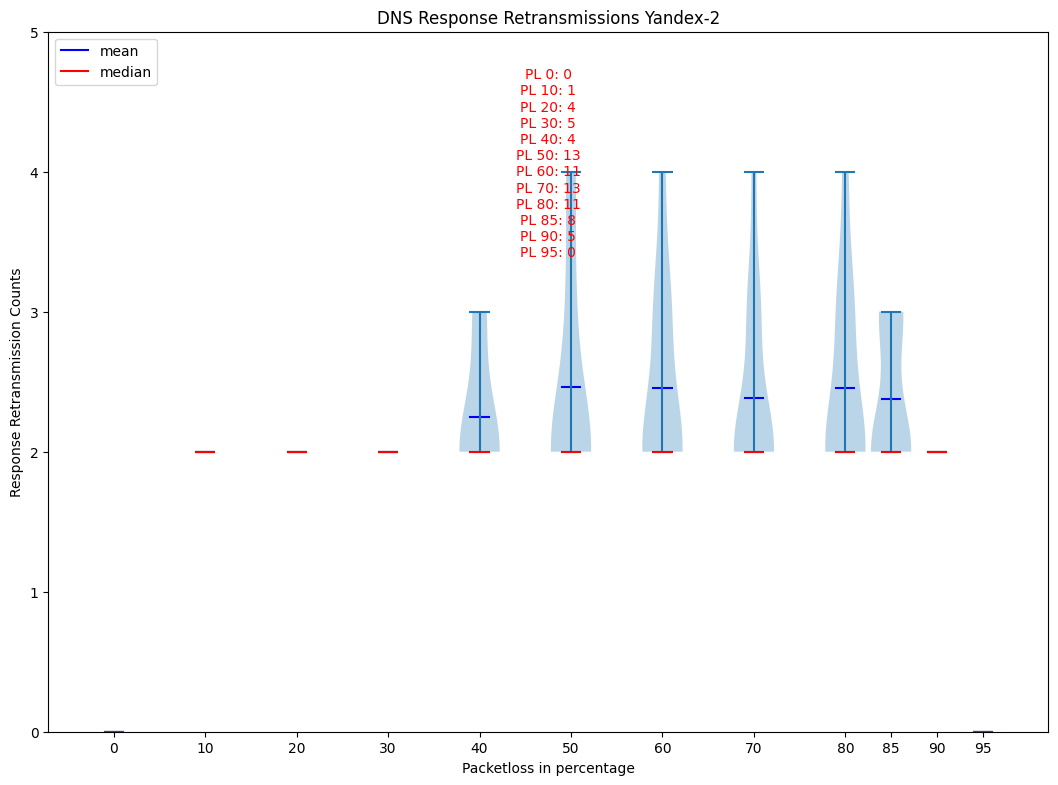 DNS Response Retransmissions Yandex-2
mean
median
PL 0: 0
PL 10: 1
PL 20: 4
PL 30: 5
PL 40: 4
PL 50: 13
PL 60: 11
PL 70: 13
PL 80: 11
PL 85: 8
PL 90: 5
PL 95: 0
Response Retransmission Counts
5
4
3
2
1
0
0 10 20 30 40 50 60 70 80 85 90 95
Packetloss in percentage